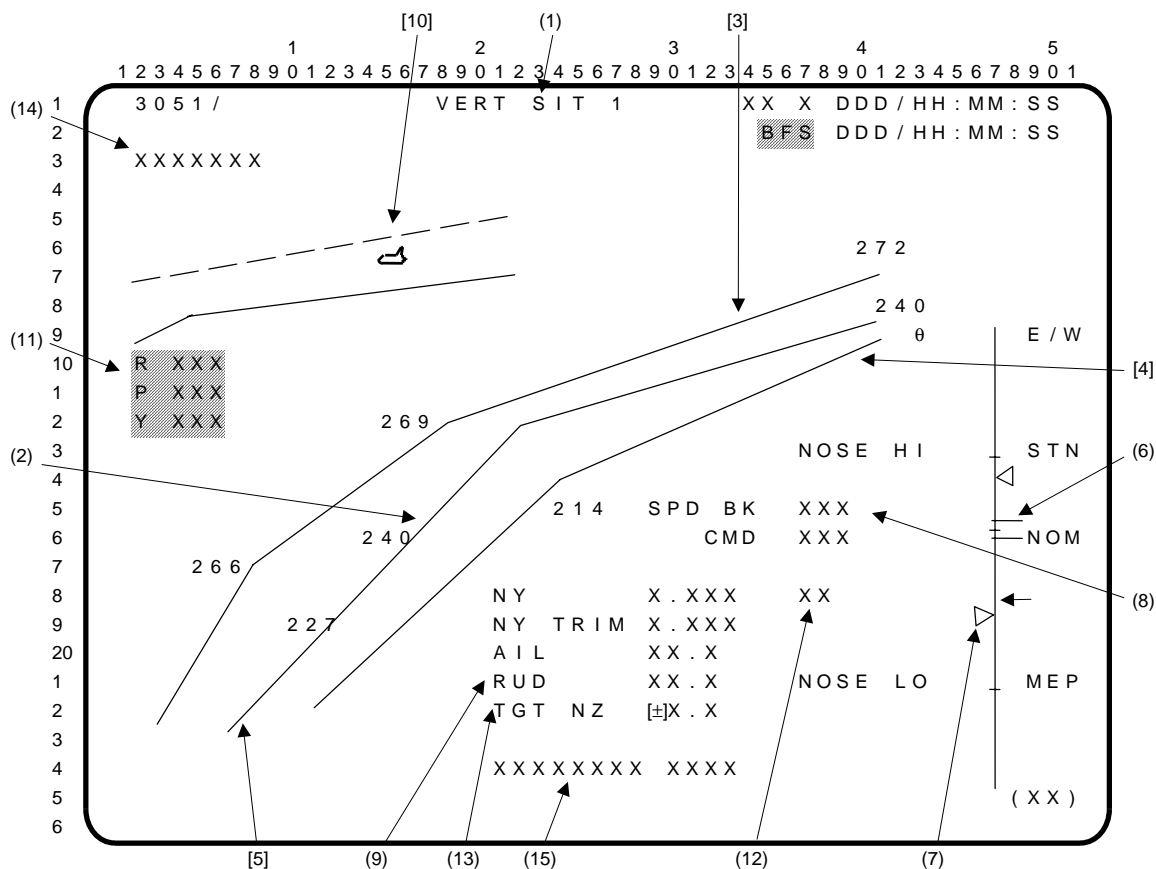 [10] (1) [3]
1 2 3 4 5
1 2 3 4 5 6 7 8 9 0 1 2 3 4 5 6 7 8 9 0 1 2 3 4 5 6 7 8 9 0 1 2 3 4 5 6 7 8 9 0 1 2 3 4 5 6 7 8 9 0 1
(14) 1 3051/ VERT SIT 1 XX X DDD/HH:MM:SS
2 BFS DDD/HH:MM:SS
3 XXXXXXX
4
5
6 272
7
8 240
9 θ E/W
(11) 10 R XXX [4]
1 P XXX
2 Y XXX 269
(2) 3 NOSE HI STN (6)
4
5 214 SPD BK XXX
6 240 CMD XXX NOM
7 266
8 NY X.XXX XX (8)
9 227 NY TRIM X.XXX
20 AIL XX.X
1 RUD XX.X NOSE LO MEP
2 TGT NZ [±]X.X
3
4 XXXXXXXX XXXX
5 (XX)
6
[5] (9) (13) (15) (12) (7)